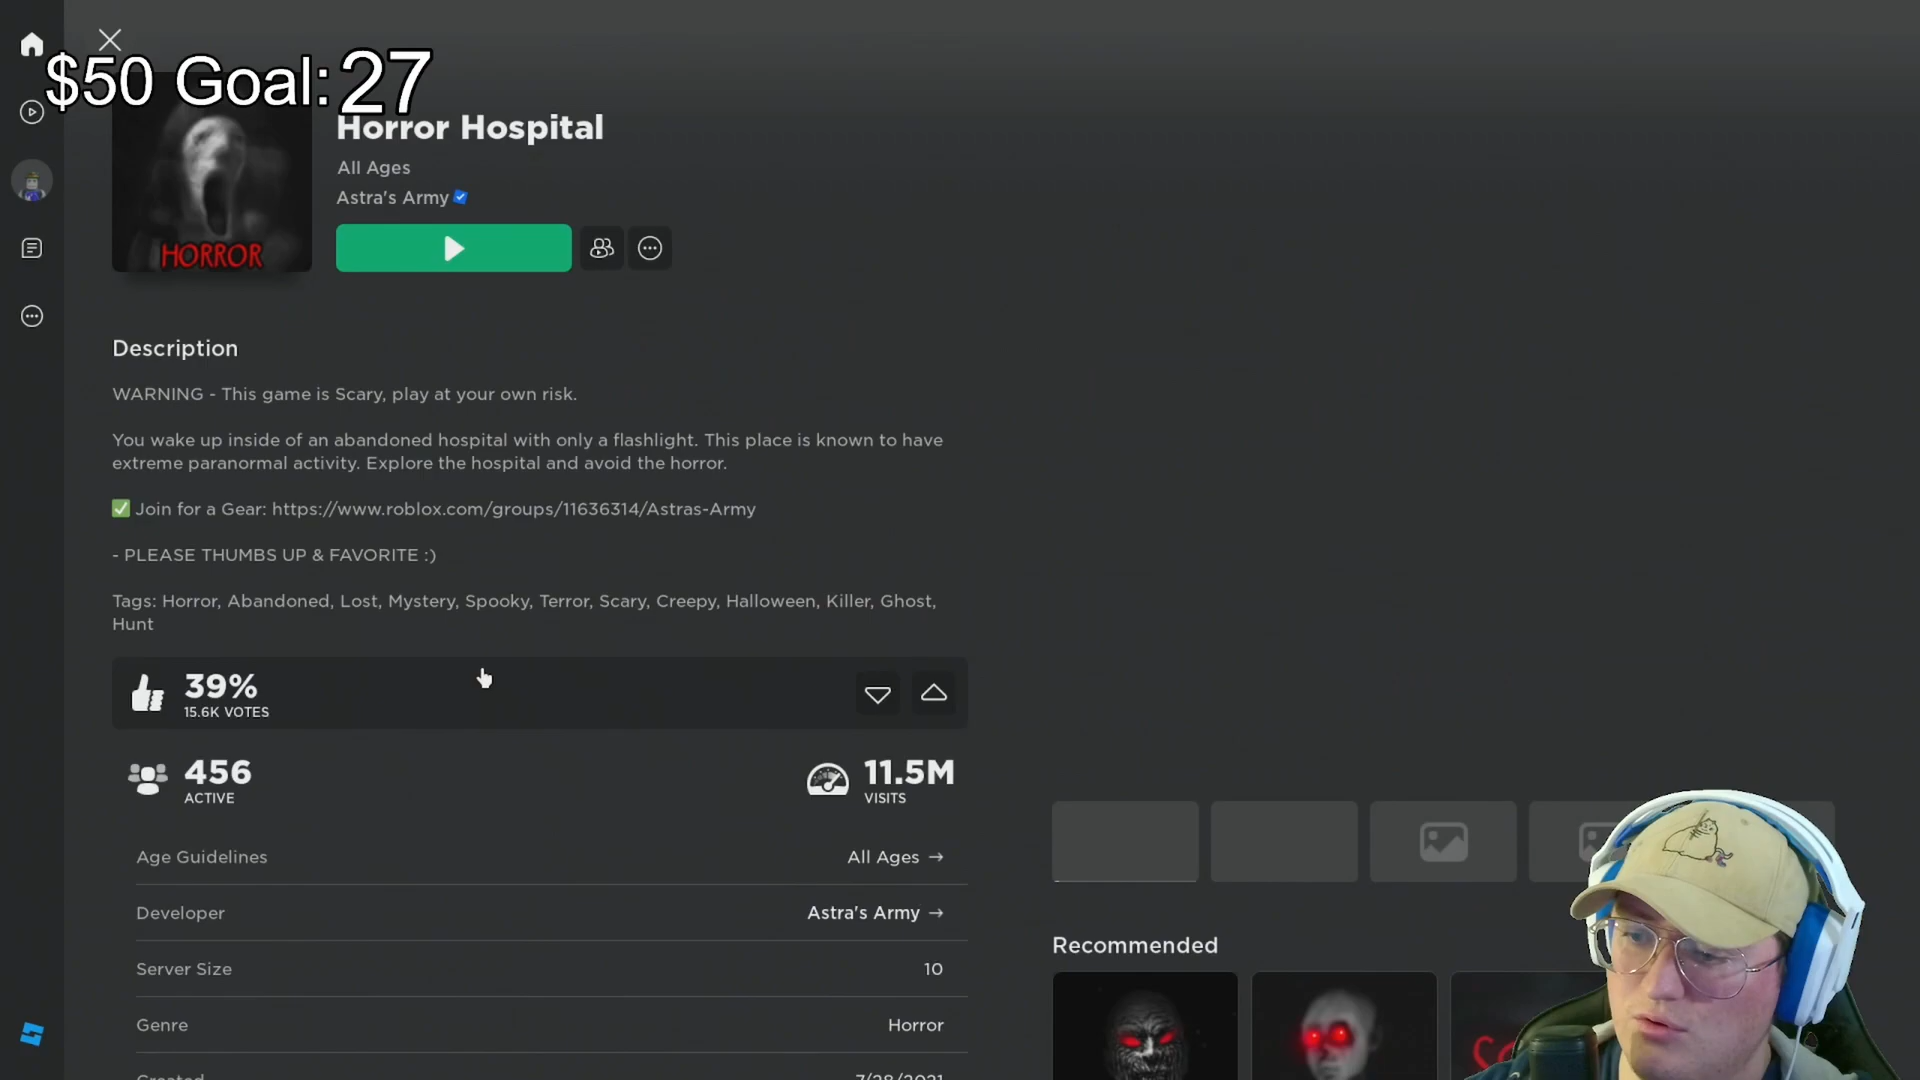 $50 Goal: 27
Horror Hospital
All Ages
Astra's Army
HORROR
Description
WARNING - This game is Scary, play at your own risk.
You wake up inside of an abandoned hospital with only a flashlight. This place is known to have
extreme paranormal activity. Explore the hospital and avoid the horror.
✅ Join for a Gear: https://www.roblox.com/groups/11636314/Astras-Army
- PLEASE THUMBS UP & FAVORITE :)
Tags: Horror, Abandoned, Lost, Mystery, Spooky, Terror, Scary, Creepy, Halloween, Killer, Ghost,
Hunt
39%
15.6K VOTES
456
ACTIVE
11.5M
VISITS
Age Guidelines
All Ages →
Developer
Astra's Army →
Recommended
Server Size
10
Genre
Horror
Created
7/28/2021